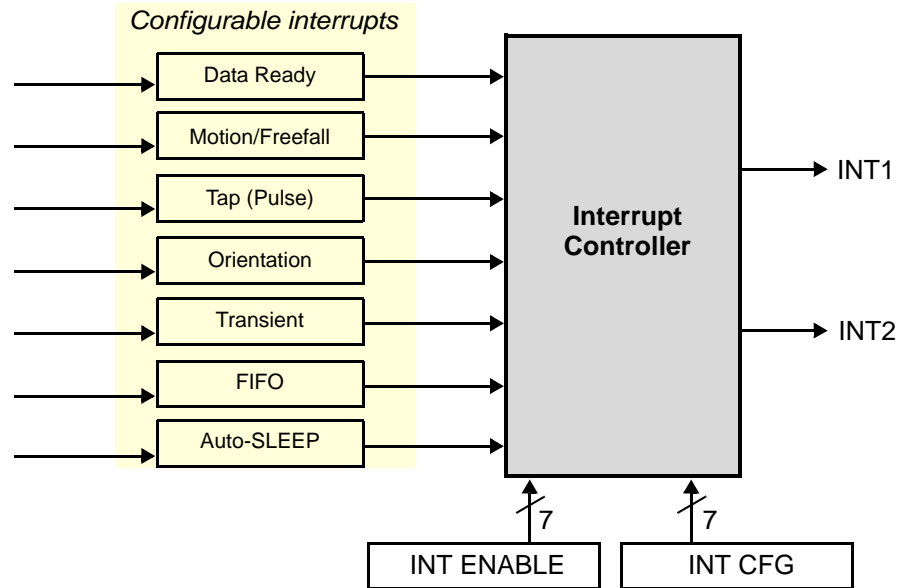 Configurable interrupts
Data Ready
Motion/Freefall
Tap (Pulse)
Orientation
Transient
FIFO
Auto-SLEEP
Interrupt
Controller
INT1
INT2
7
7
INT ENABLE
INT CFG